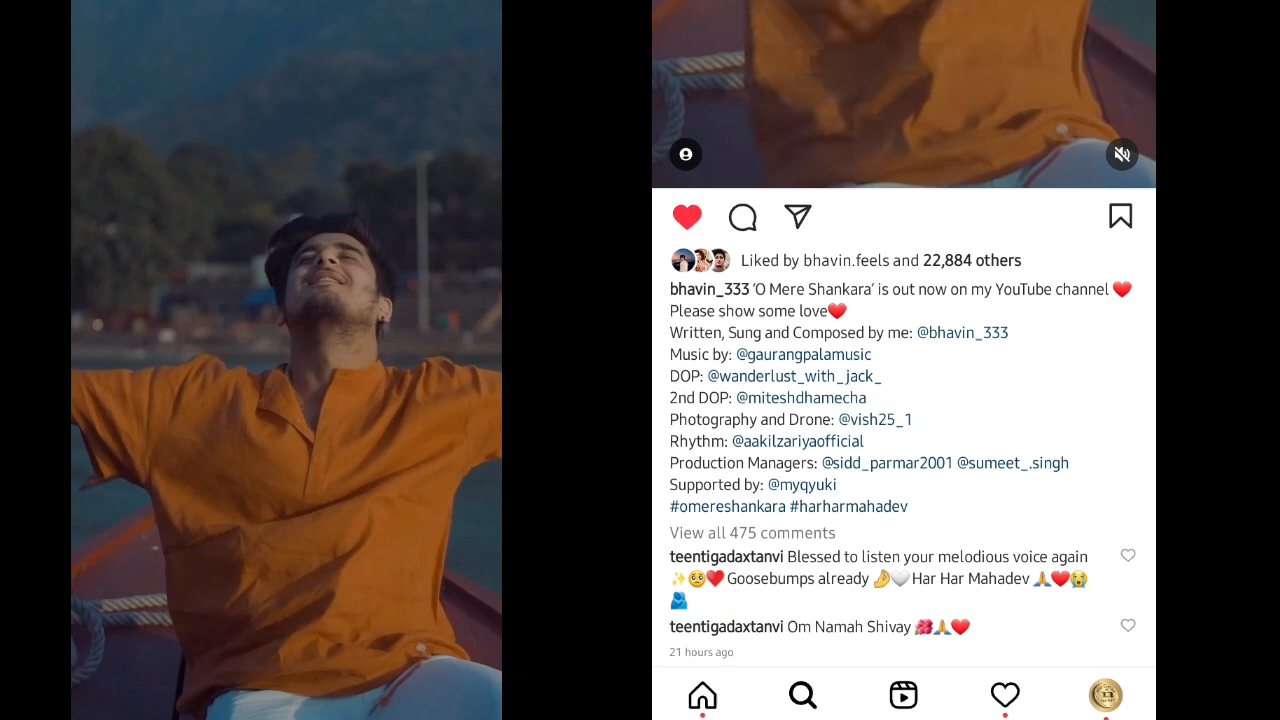 Liked by bhavin.feels and 22,884 others
bhavin_333 ‘O Mere Shankara’ is out now on my YouTube channel ❤️
Please show some love❤️
Written, Sung and Composed by me: @bhavin_333
Music by: @gaurangpalamusic
DOP: @wanderlust_with_jack_
2nd DOP: @miteshdhamecha
Photography and Drone: @vish25_1
Rhythm: @aakilzariyaofficial
Production Managers: @sidd_parmar2001 @sumeet_.singh
Supported by: @myqyuki
#omereshankara #harharmahadev
View all 475 comments
teentigadaxtanvi Blessed to listen your melodious voice again
✨🥹❤️Goosebumps already 🤌🤍Har Har Mahadev 🙏❤️😭
🫂
teentigadaxtanvi Om Namah Shivay 🌺🙏❤️
21 hours ago